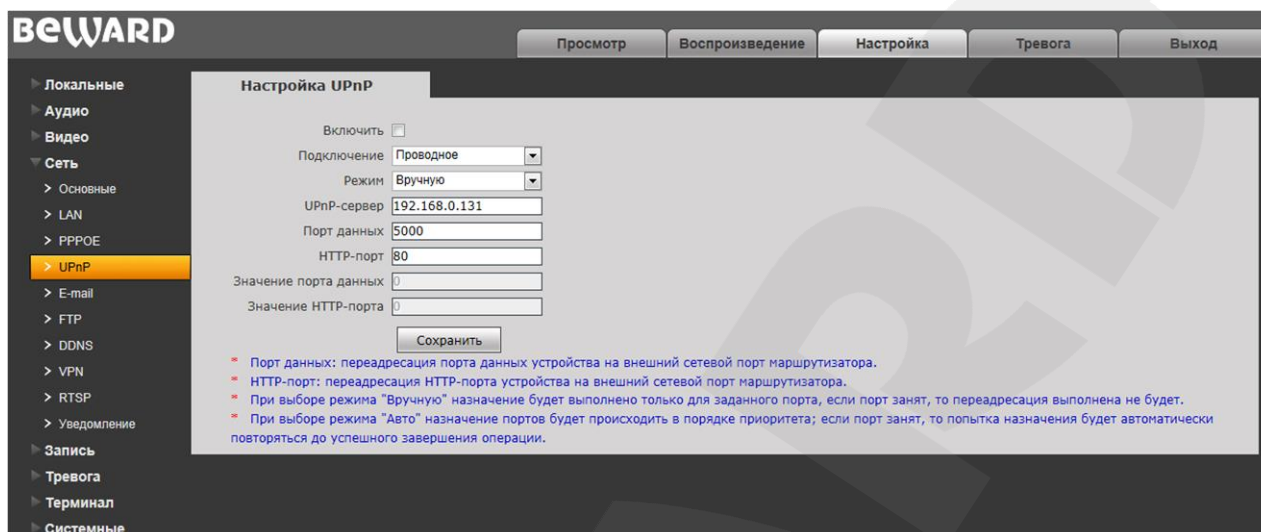 BEWARD
Просмотр
Воспроизведение
Настройка
Тревога
Выход
Локальные
Аудио
Видео
Сеть
Основные
LAN
PPPOE
UPnP
E-mail
FTP
DDNS
VPN
RTSP
Уведомление
Запись
Тревога
Терминал
Системные
Настройка UPnP
Включить
Подключение Проводное
Режим Вручную
UPnP-сервер 192.168.0.131
Порт данных 5000
HTTP-порт 80
Значение порта данных 0
Значение HTTP-порта 0
Сохранить
* Порт данных: переадресация порта данных устройства на внешний сетевой порт маршрутизатора.
* HTTP-порт: переадресация HTTP-порта устройства на внешний сетевой порт маршрутизатора.
* При выборе режима "Вручную" назначение будет выполнено только для заданного порта, если порт занят, то переадресация выполнена не будет.
* При выборе режима "Авто" назначение портов будет происходить в порядке приоритета; если порт занят, то попытка назначения будет автоматически
повторяться до успешного завершения операции.